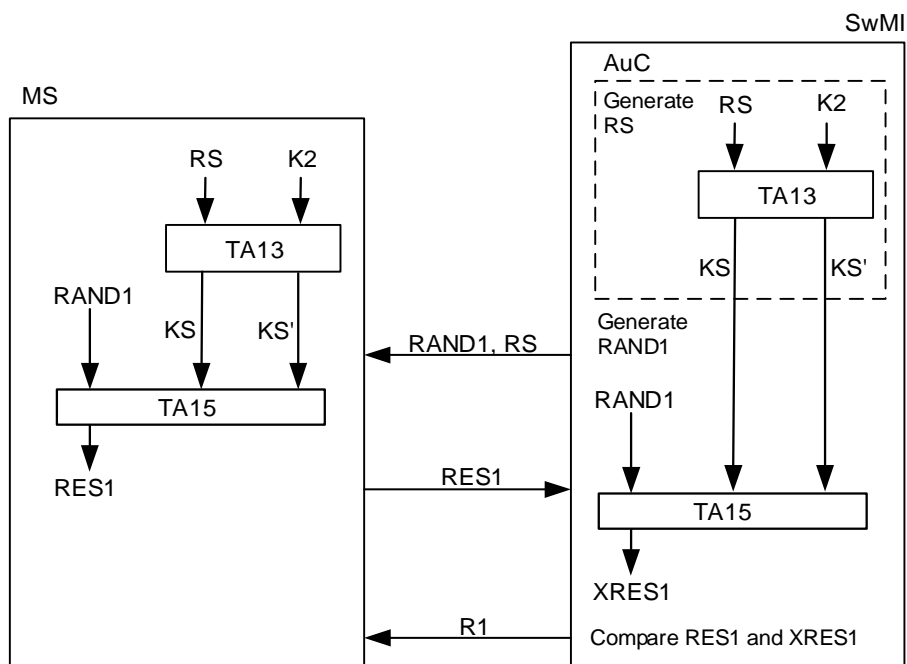 SwMI
AuC
Generate
RS
RS
K2
TA13
KS
KS'
Generate
RAND1
RAND1
TA15
XRES1
Compare RES1 and XRES1
MS
RS
K2
TA13
RAND1
KS
KS'
TA15
RES1
RAND1, RS
RES1
R1